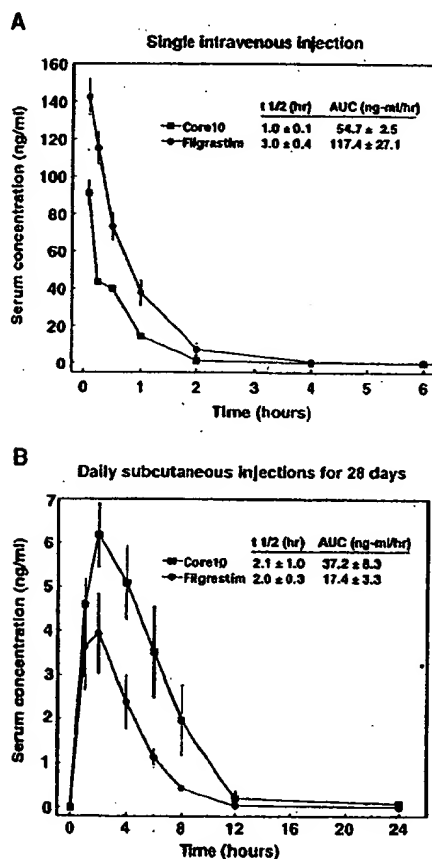 A
Single intravenous injection
t 1/2 (hr) AUC (ng-ml/hr)
Core10 1.0 ± 0.1 54.7 ± 2.5
Filgrastim 3.0 ± 0.4 117.4 ± 27.1
Serum concentration (ng/ml)
160
140
120
100
80
60
40
20
0
0 1 2 3 4 5 6
Time (hours)
B
Daily subcutaneous injections for 28 days
t 1/2 (hr) AUC (ng-ml/hr)
Core10 2.1 ± 1.0 37.2 ± 8.3
Filgrastim 2.0 ± 0.3 17.4 ± 3.3
Serum concentration (ng/ml)
7
6
5
4
3
2
1
0
0 4 8 12 16 20 24
Time (hours)